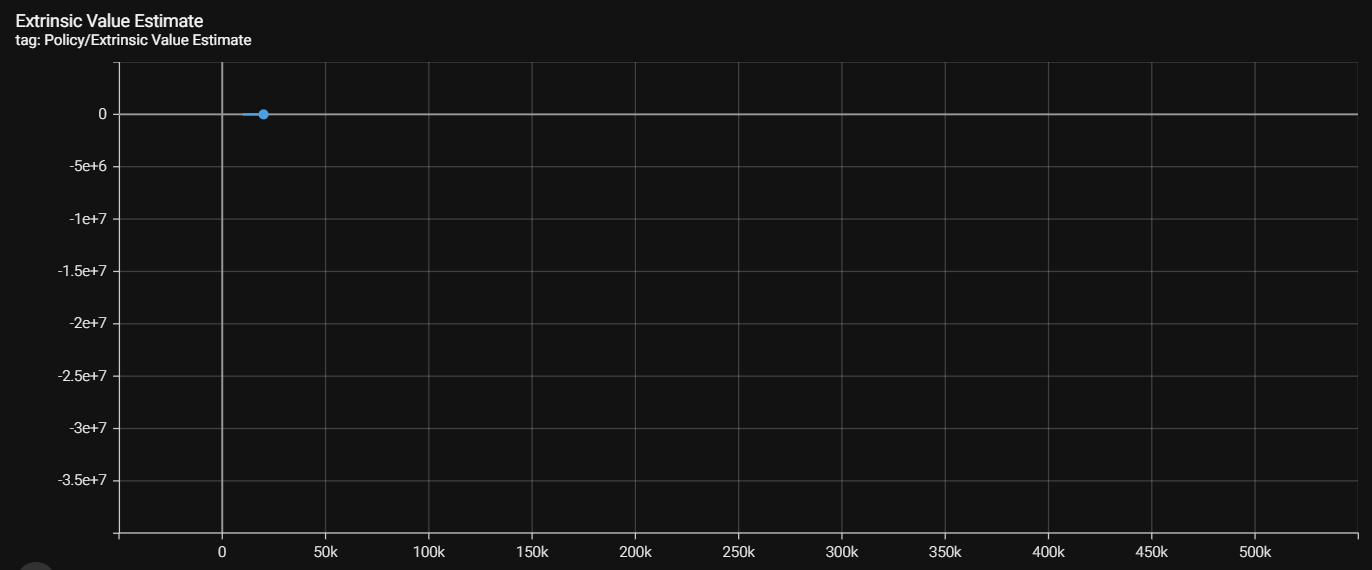 Extrinsic Value Estimate
tag: Policy/Extrinsic Value Estimate
0
-5e+6
-1e+7
-1.5e+7
-2e+7
-2.5e+7
-3e+7
-3.5e+7
0 50k 100k 150k 200k 250k 300k 350k 400k 450k 500k